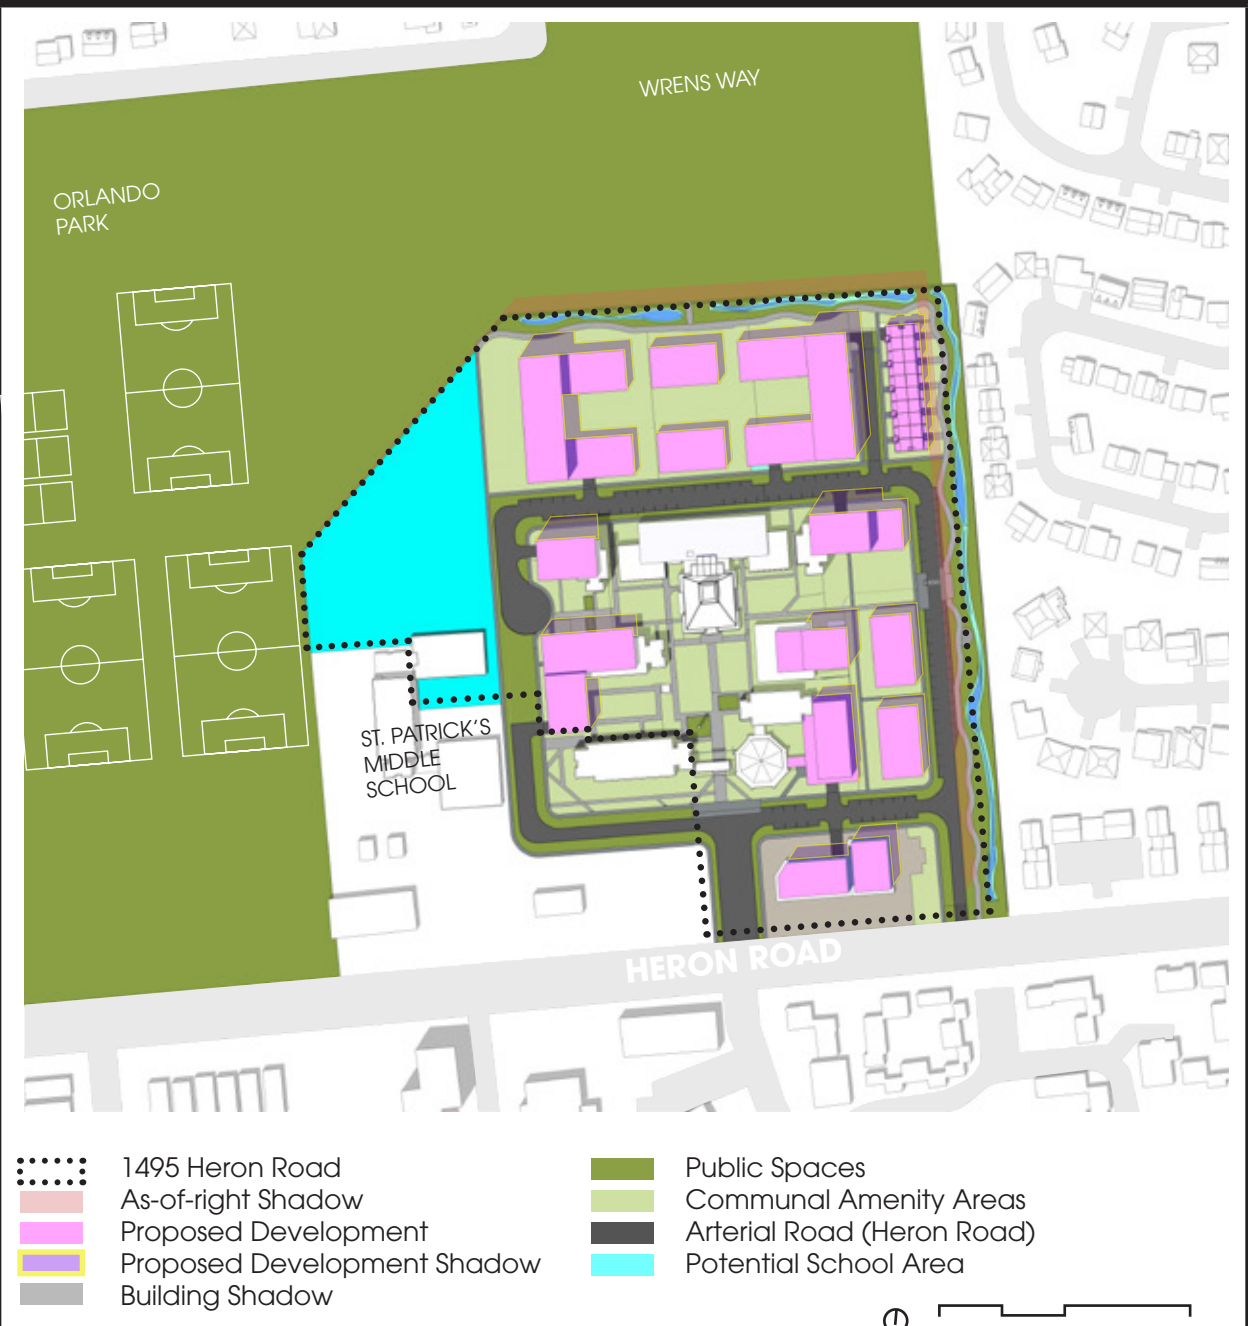 WRENS WAY
ORLANDO
PARK
ST. PATRICK'S
MIDDLE
SCHOOL
HERON ROAD
1495 Heron Road
As-of-right Shadow
Proposed Development
Proposed Development Shadow
Building Shadow
Public Spaces
Communal Amenity Areas
Arterial Road (Heron Road)
Potential School Area